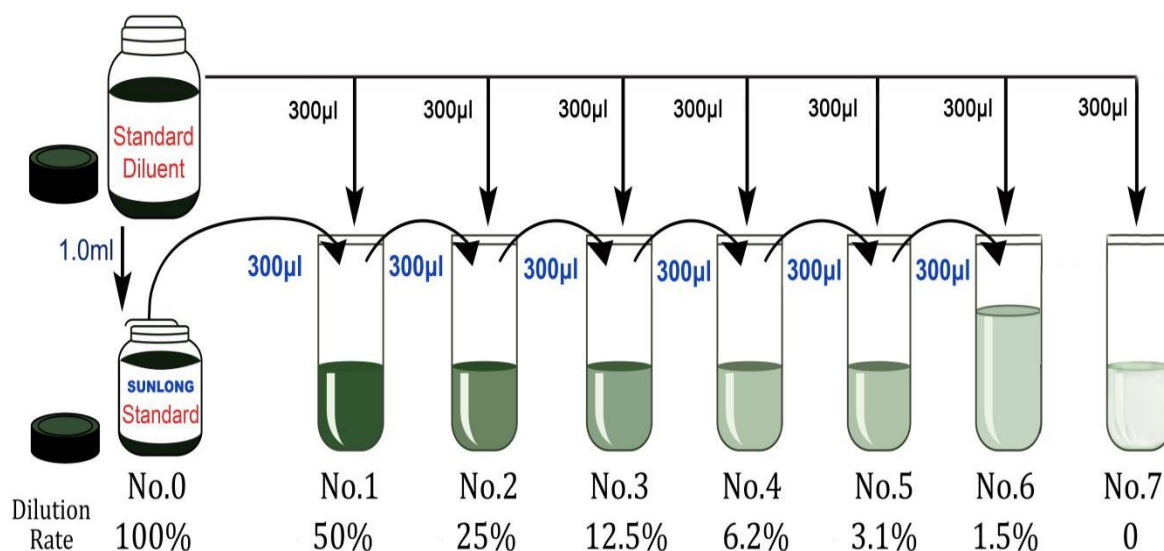 Standard
Diluent
300µl 300µl 300µl 300µl 300µl 300µl 300µl
1.0ml
300µl 300µl 300µl 300µl 300µl 300µl
SUNLONG
Standard
No.0 No.1 No.2 No.3 No.4 No.5 No.6 No.7
Dilution
Rate 100% 50% 25% 12.5% 6.2% 3.1% 1.5% 0